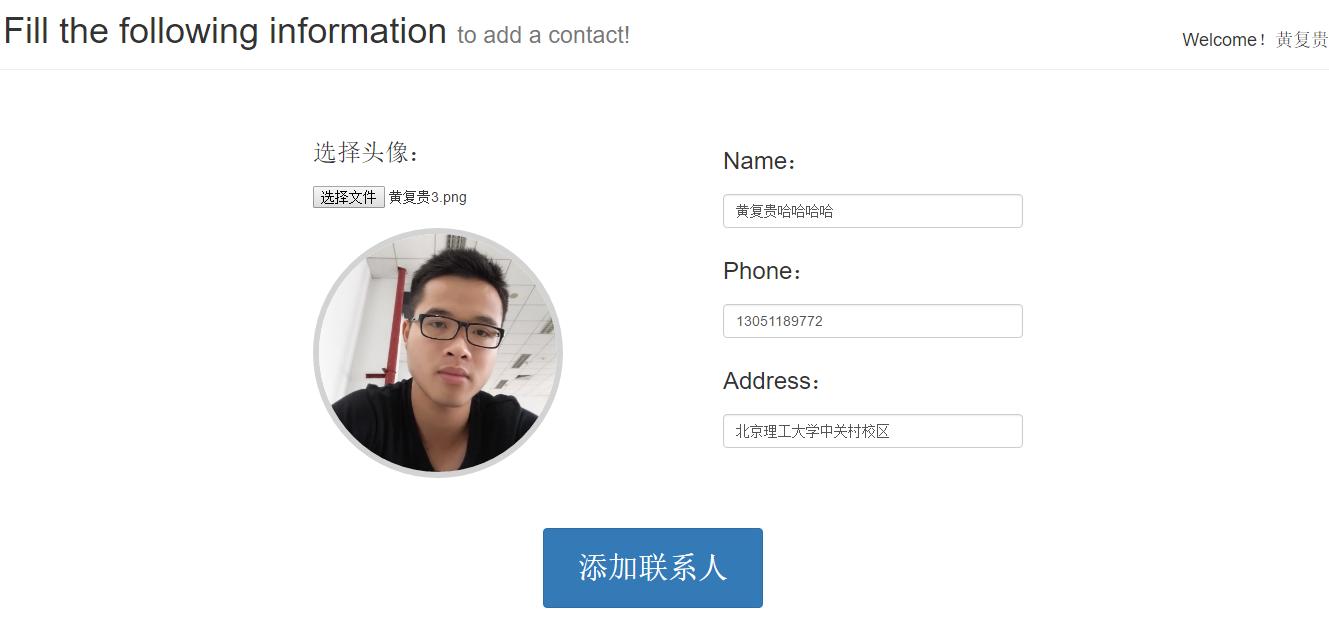 Fill the following information to add a contact!
Welcome！黄复贵
选择头像：
选择文件 黄复贵3.png
Name：
黄复贵哈哈哈哈
Phone：
13051189772
Address：
北京理工大学中关村校区
添加联系人